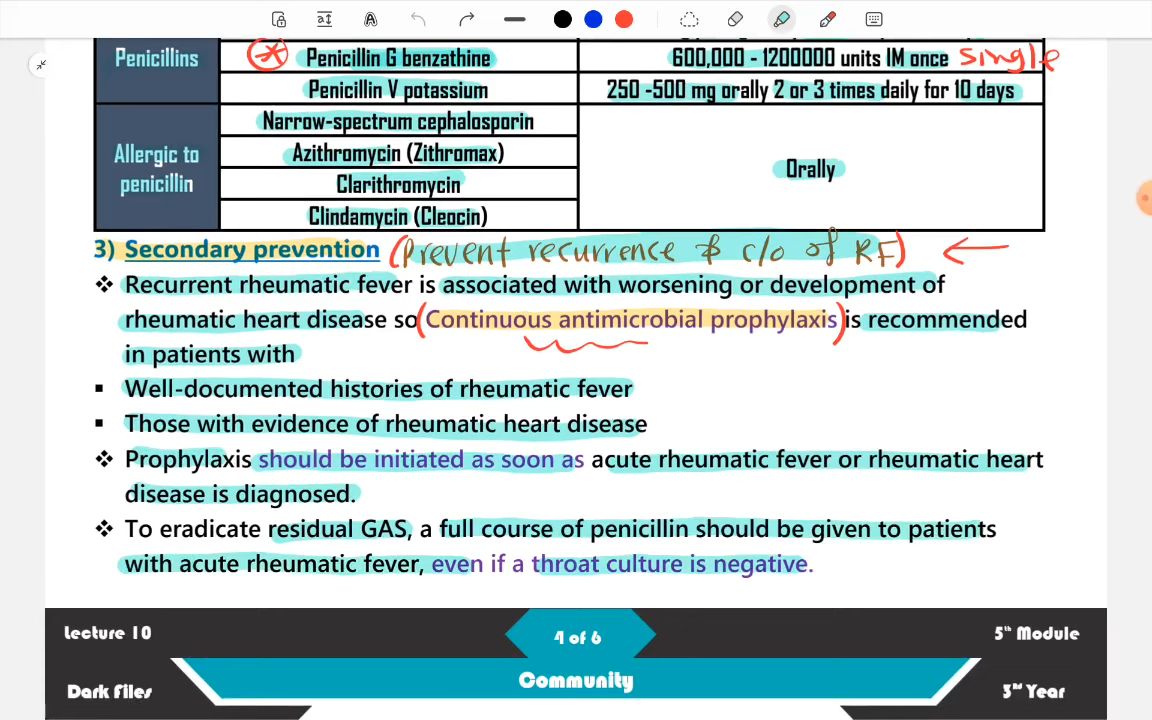 Penicillins
Penicillin G benzathine
600,000 - 1200000 units IM once single
Penicillin V potassium
250 -500 mg orally 2 or 3 times daily for 10 days
Allergic to
penicillin
Narrow-spectrum cephalosporin
Azithromycin (Zithromax)
Clarithromycin
Clindamycin (Cleocin)
Orally
3) Secondary prevention (Prevent recurrence & c/o of RF)
❖ Recurrent rheumatic fever is associated with worsening or development of
rheumatic heart disease so (Continuous antimicrobial prophylaxis) is recommended
in patients with
▪ Well-documented histories of rheumatic fever
▪ Those with evidence of rheumatic heart disease
❖ Prophylaxis should be initiated as soon as acute rheumatic fever or rheumatic heart
disease is diagnosed.
❖ To eradicate residual GAS, a full course of penicillin should be given to patients
with acute rheumatic fever, even if a throat culture is negative.
Lecture 10
4 of 6
5th Module
Dark Files
Community
3rd Year